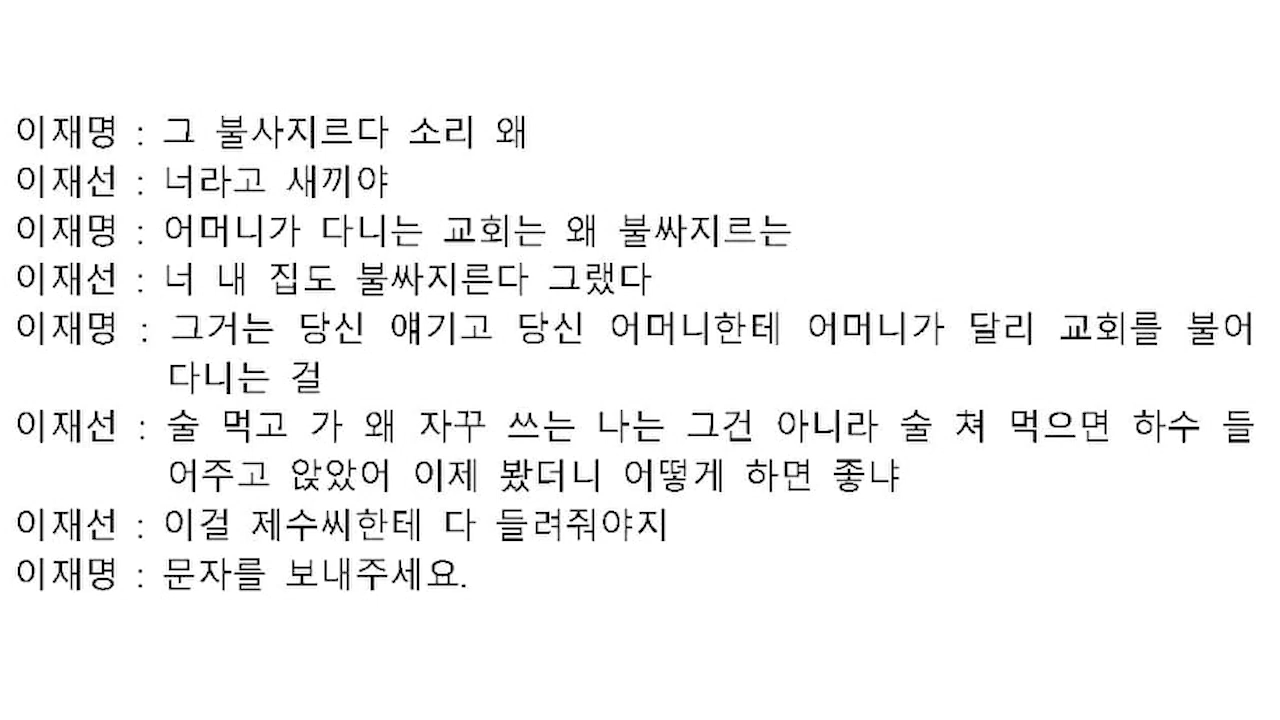 이재명 : 그 불사지르다 소리 왜
이재선 : 너라고 새끼야
이재명 : 어머니가 다니는 교회는 왜 불싸지르는
이재선 : 너 내 집도 불싸지른다 그랬다
이재명 : 그거는 당신 얘기고 당신 어머니한테 어머니가 달리 교회를 불어
다니는 걸
이재선 : 술 먹고 가 왜 자꾸 쓰는 나는 그건 아니라 술 쳐 먹으면 하수 들
어주고 앉았어 이제 봤더니 어떻게 하면 좋냐
이재선 : 이걸 제수씨한테 다 들려줘야지
이재명 : 문자를 보내주세요.